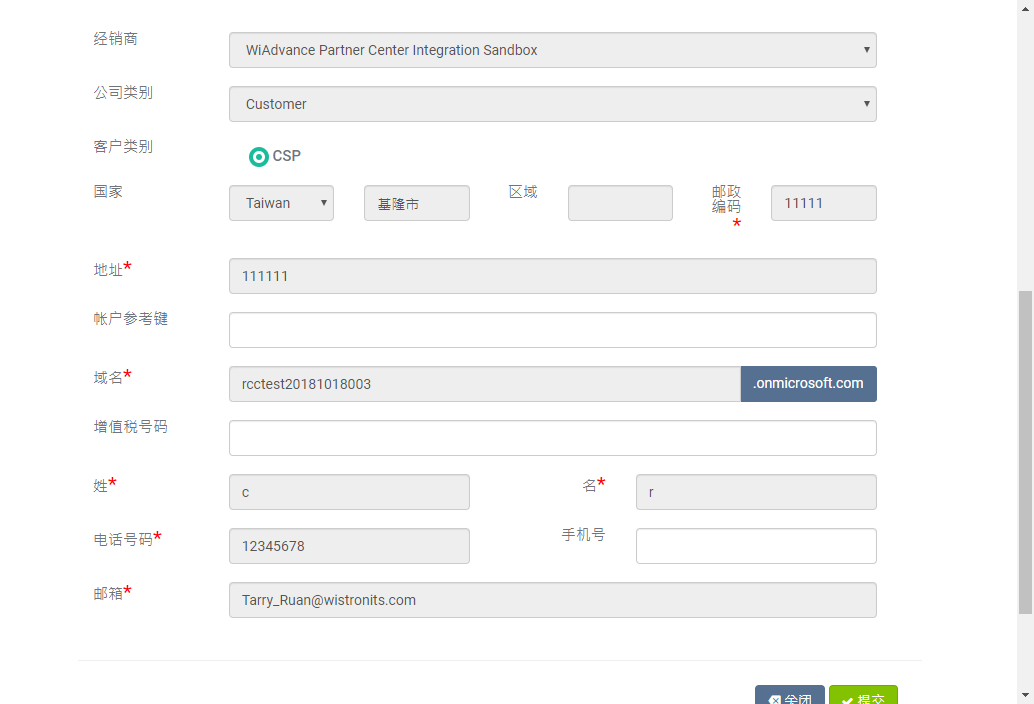 经销商
WiAdvance Partner Center Integration Sandbox
公司类别
Customer
客户类别
CSP
国家
Taiwan
基隆市
区域
邮政
编码
*
11111
地址*
111111
帐户参考键
域名*
rcctest20181018003
.onmicrosoft.com
增值税号码
姓*
c
名*
r
电话号码*
12345678
手机号
邮箱*
Tarry_Ruan@wistronits.com
关闭
提交